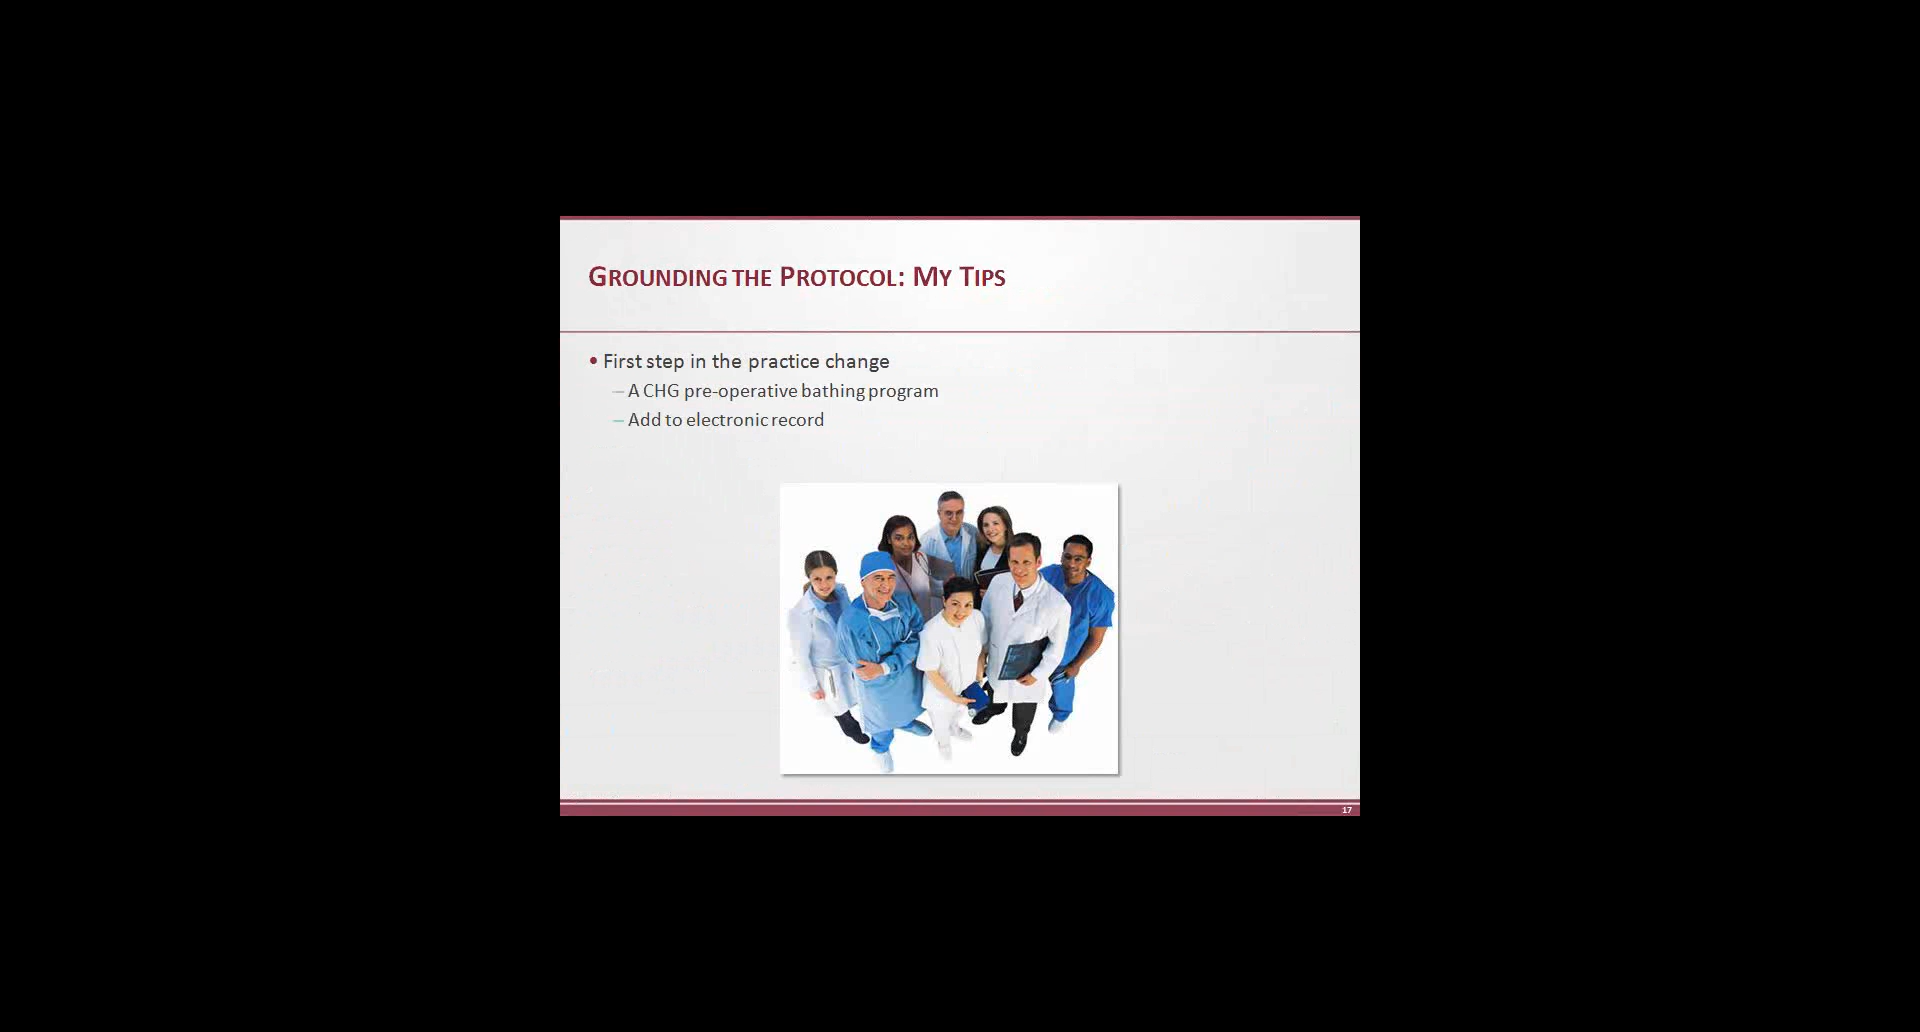 GROUNDING THE PROTOCOL: MY TIPS
• First step in the practice change
– A CHG pre-operative bathing program
– Add to electronic record
17